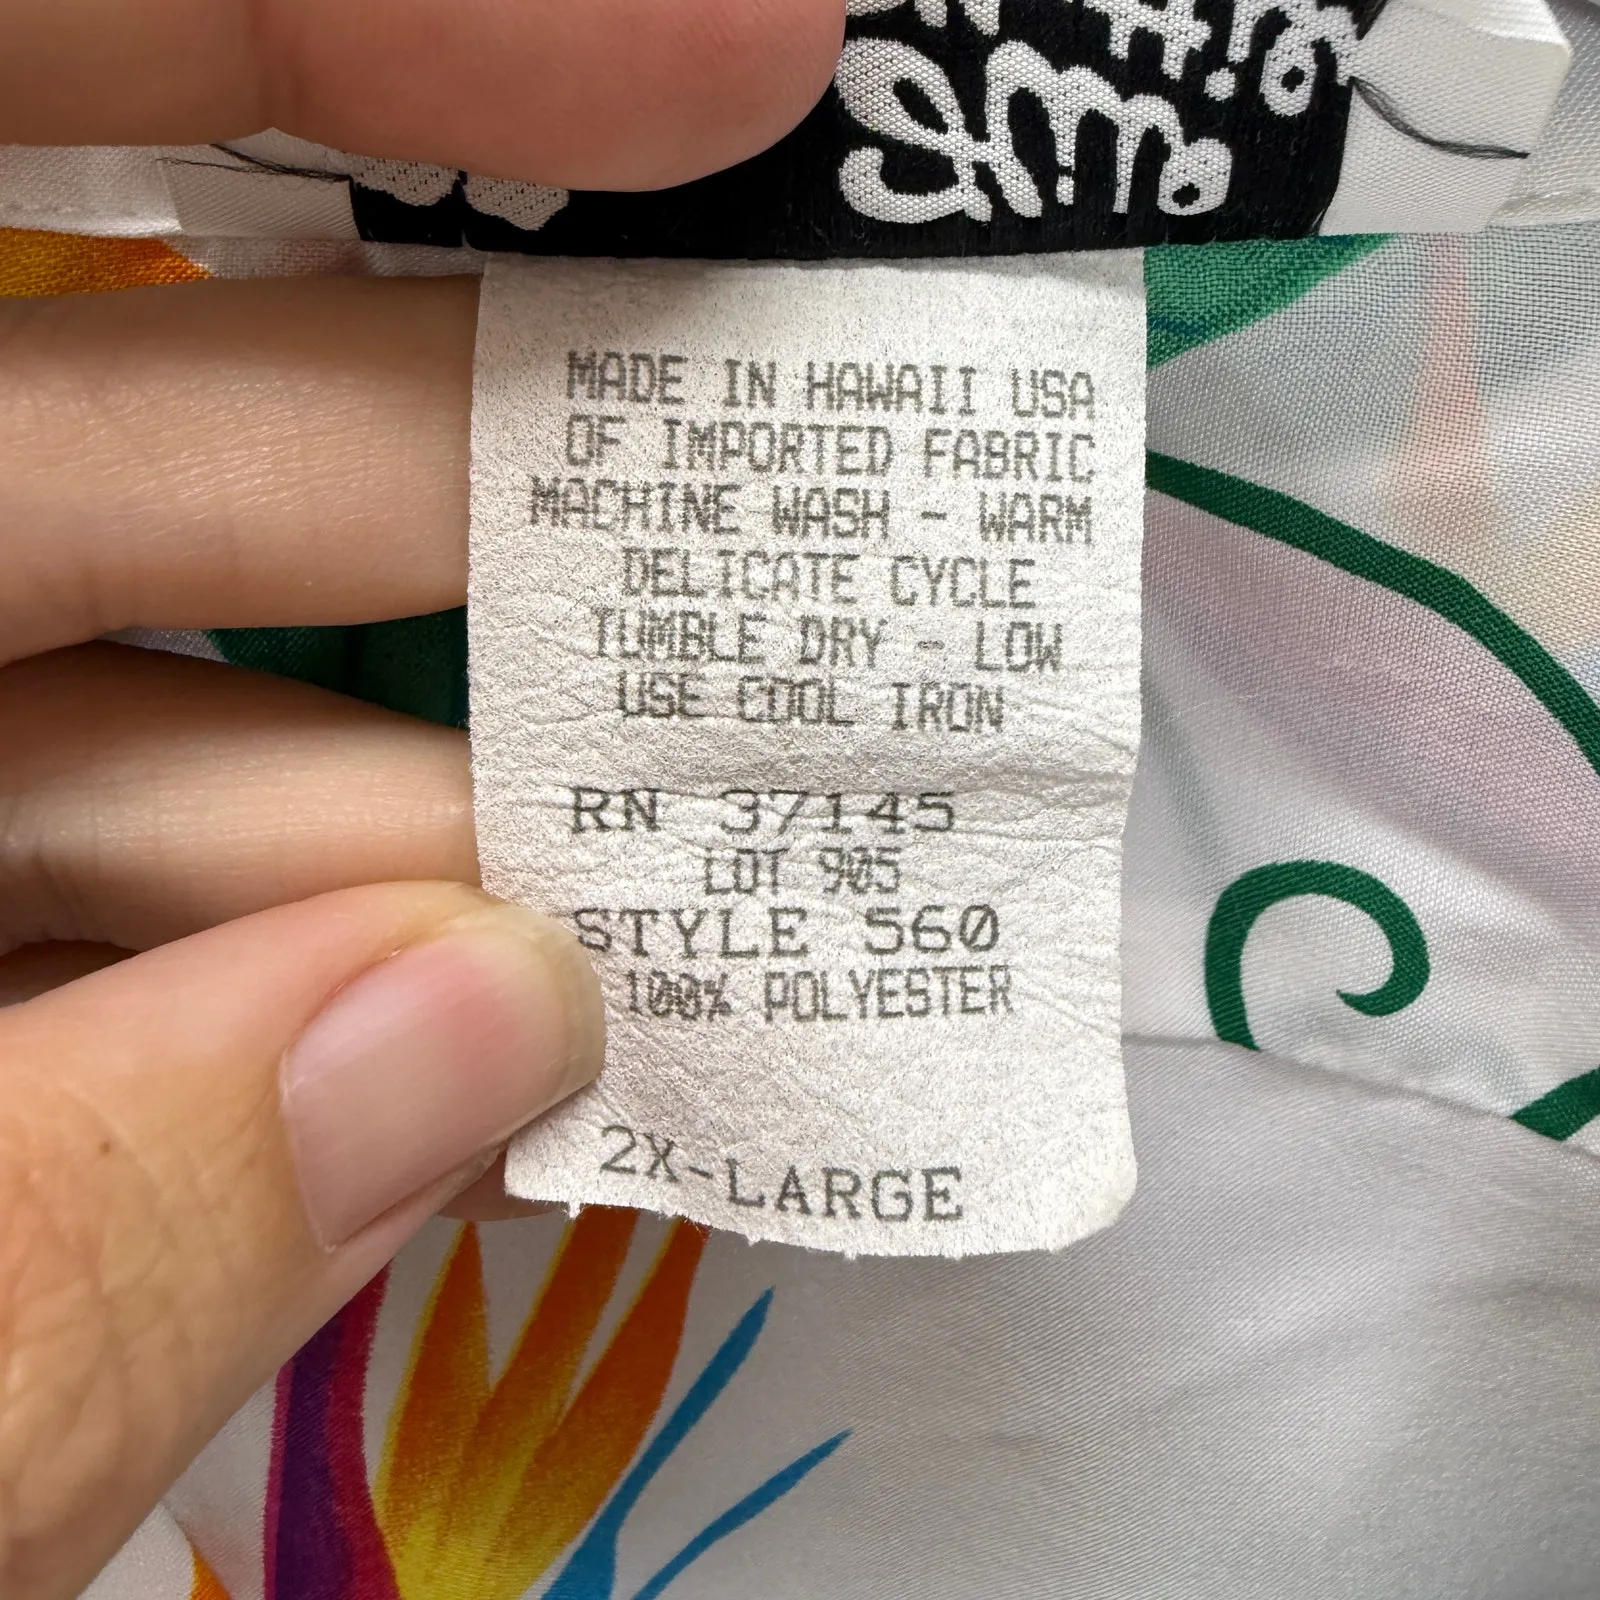 MADE IN HAWAII USA
OF IMPORTED FABRIC
MACHINE WASH - WARM
DELICATE CYCLE
TUMBLE DRY - LOW
USE COOL IRON
RN 37145
LOT 905
STYLE 560
100% POLYESTER
2X-LARGE